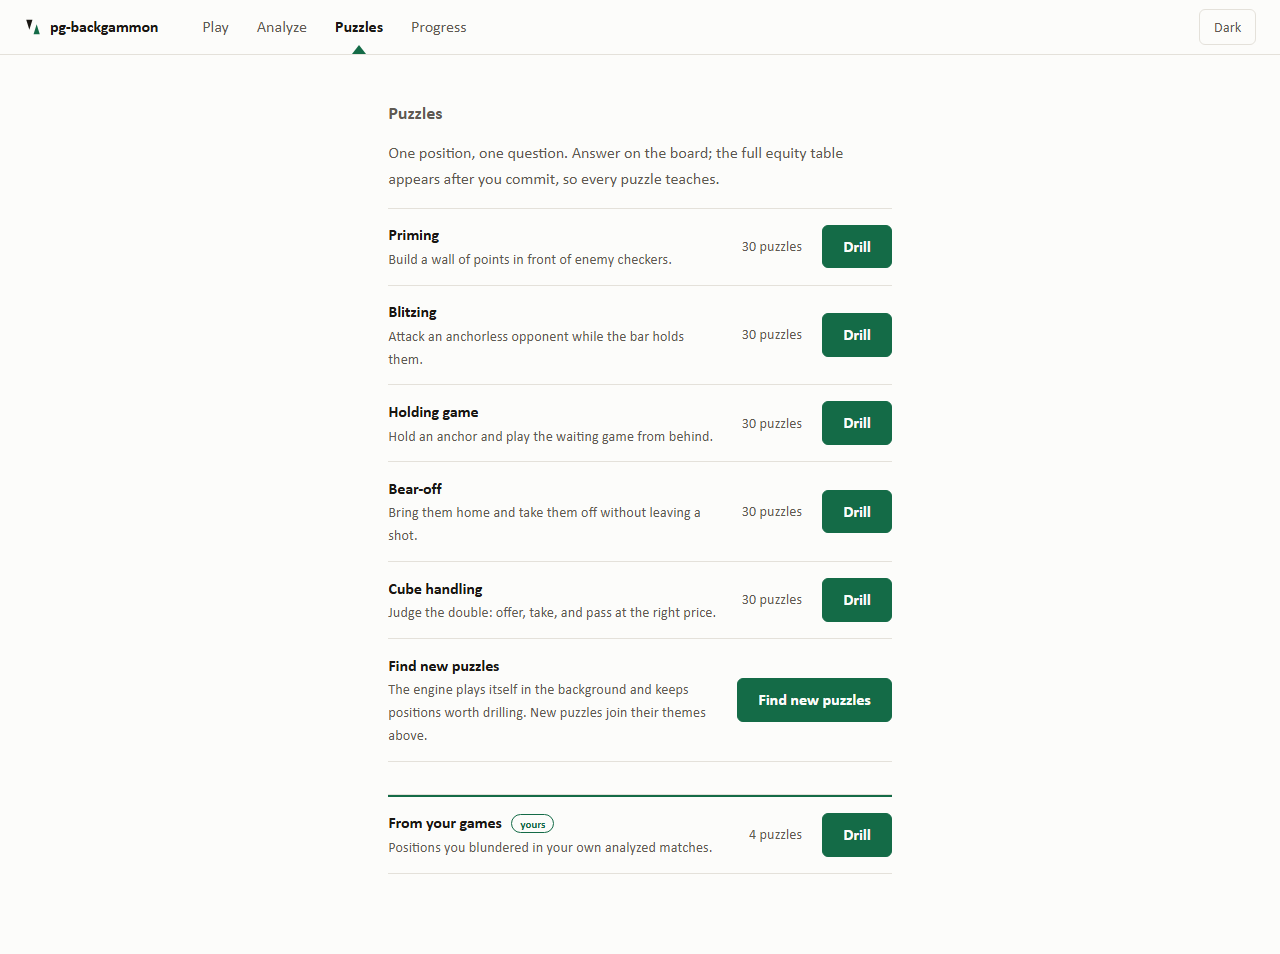 pg-backgammon Play Analyze Puzzles Progress Dark
Puzzles
One position, one question. Answer on the board; the full equity table
appears after you commit, so every puzzle teaches.
Priming
Build a wall of points in front of enemy checkers.
30 puzzles
Drill
Blitzing
Attack an anchorless opponent while the bar holds
them.
30 puzzles
Drill
Holding game
Hold an anchor and play the waiting game from behind.
30 puzzles
Drill
Bear-off
Bring them home and take them off without leaving a
shot.
30 puzzles
Drill
Cube handling
Judge the double: offer, take, and pass at the right price.
30 puzzles
Drill
Find new puzzles
The engine plays itself in the background and keeps
positions worth drilling. New puzzles join their themes
above.
Find new puzzles
From your games yours
Positions you blundered in your own analyzed matches.
4 puzzles
Drill